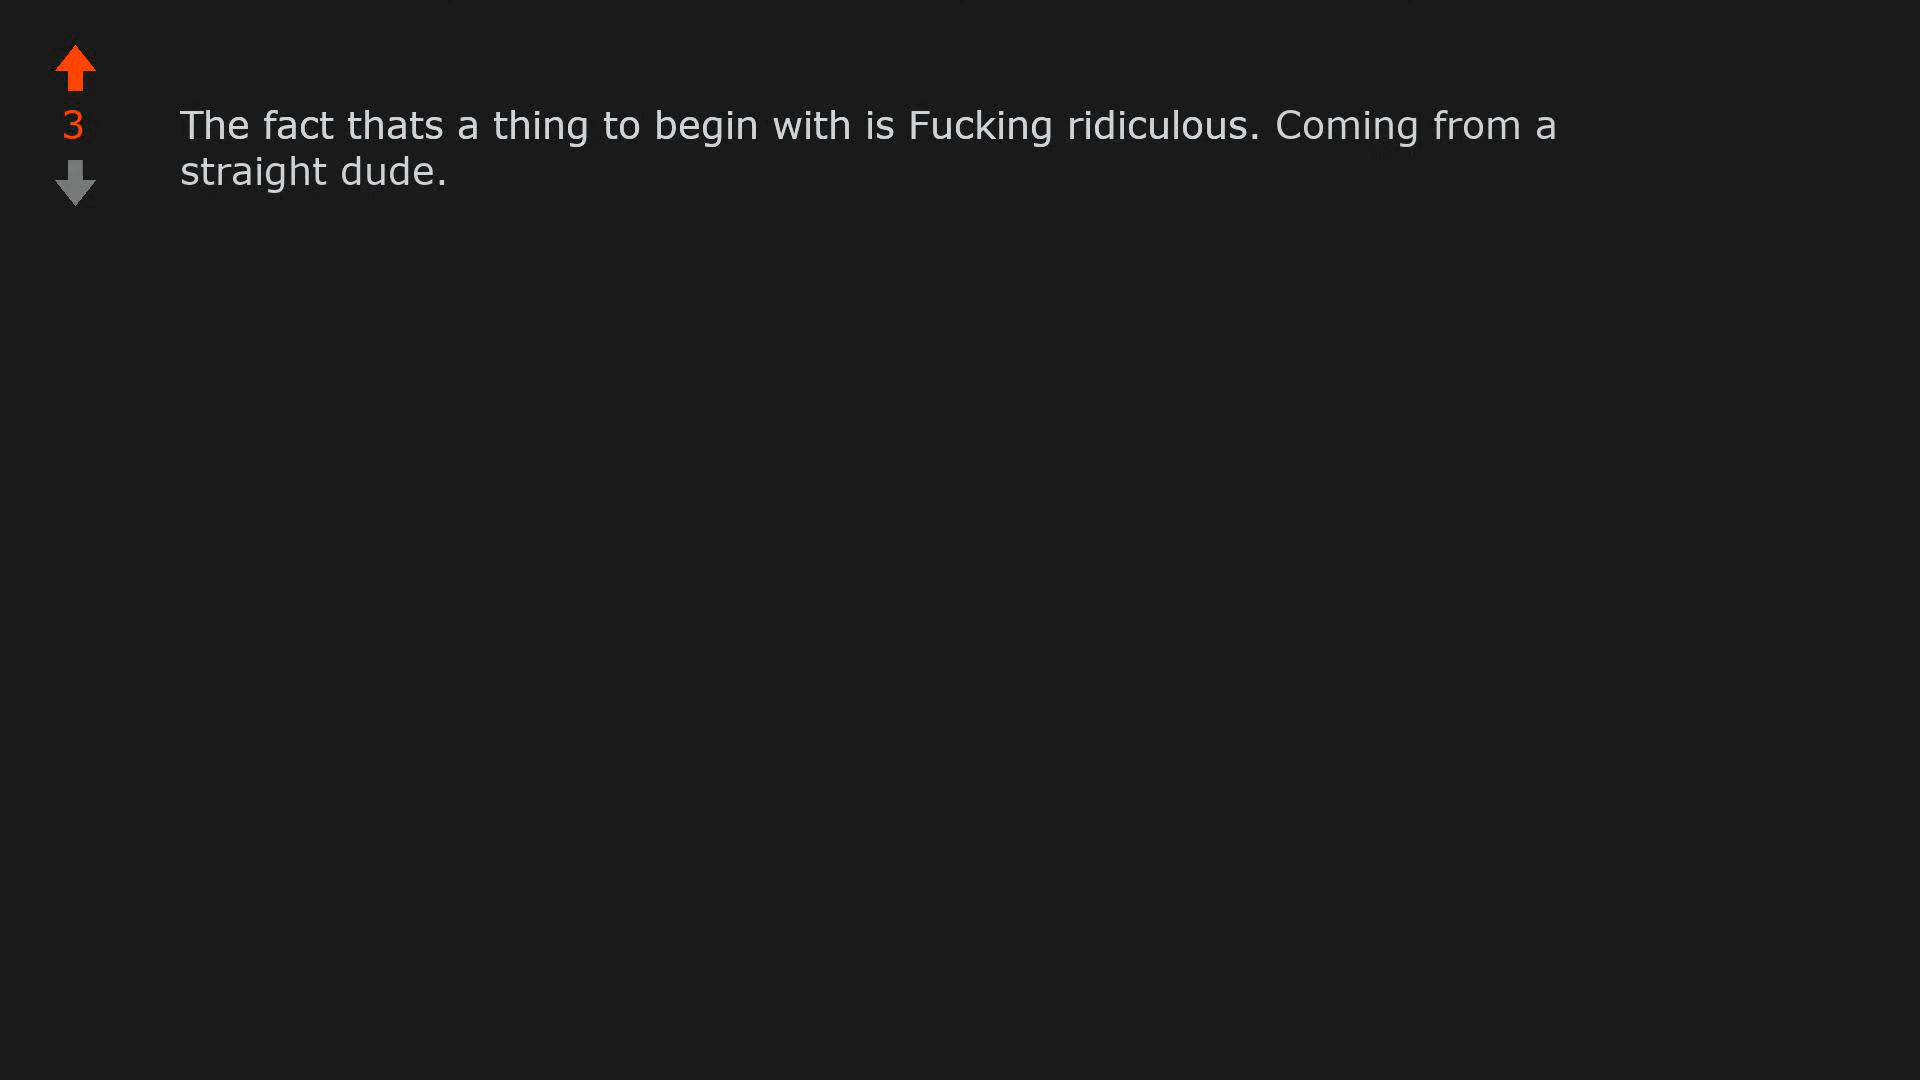 3
The fact thats a thing to begin with is Fucking ridiculous. Coming from a
straight dude.